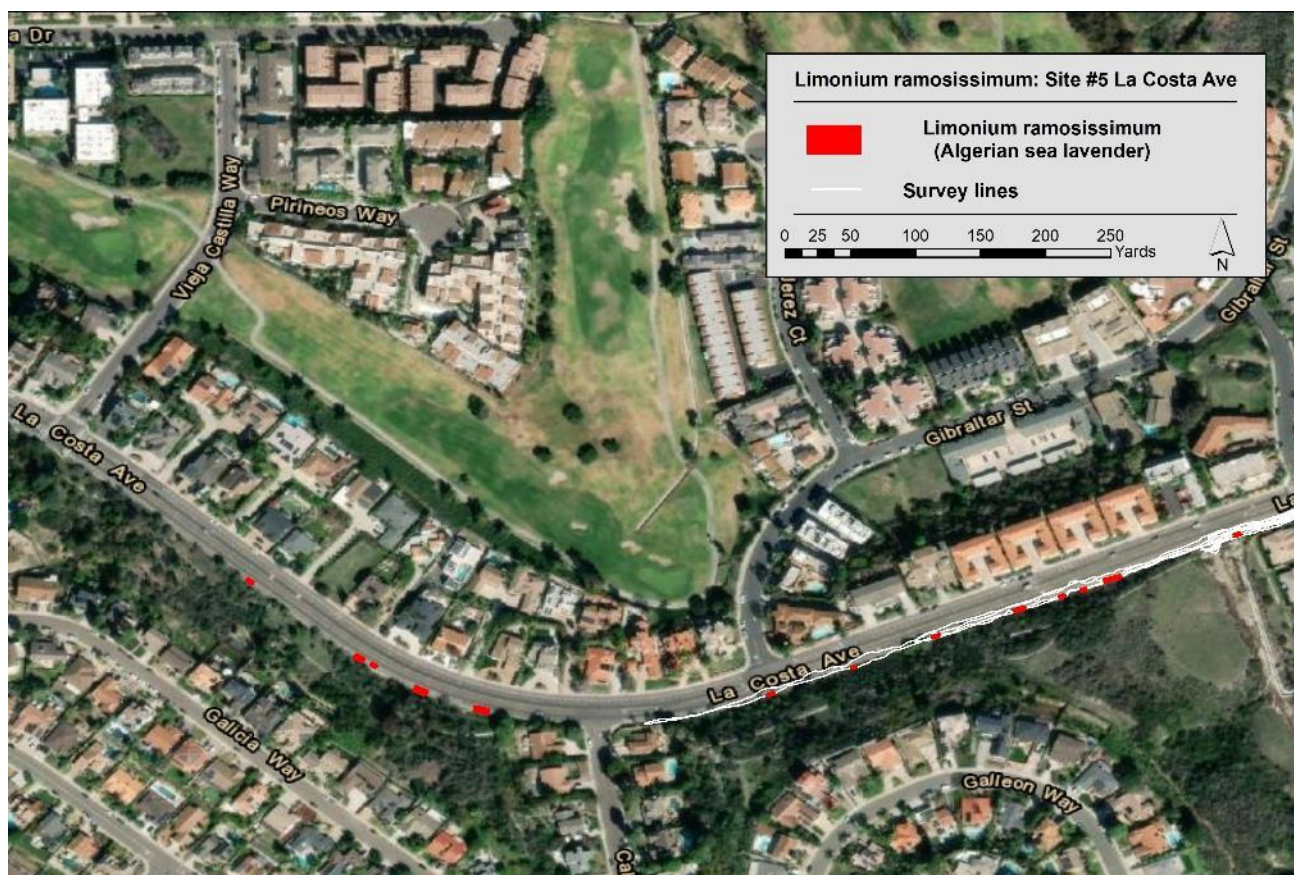 a Dr
Limonium ramosissimum: Site #5 La Costa Ave
Limonium ramosissimum
(Algerian sea lavender)
Survey lines
0 25 50 100 150 200 250
Yards
N
Pirineos Way
Vieja Castilla Way
Jerez Ct
Gibraltar St
La Costa Ave
Gibraltar St
La
La Costa Ave
Galicia Way
Galleon Way
Ca